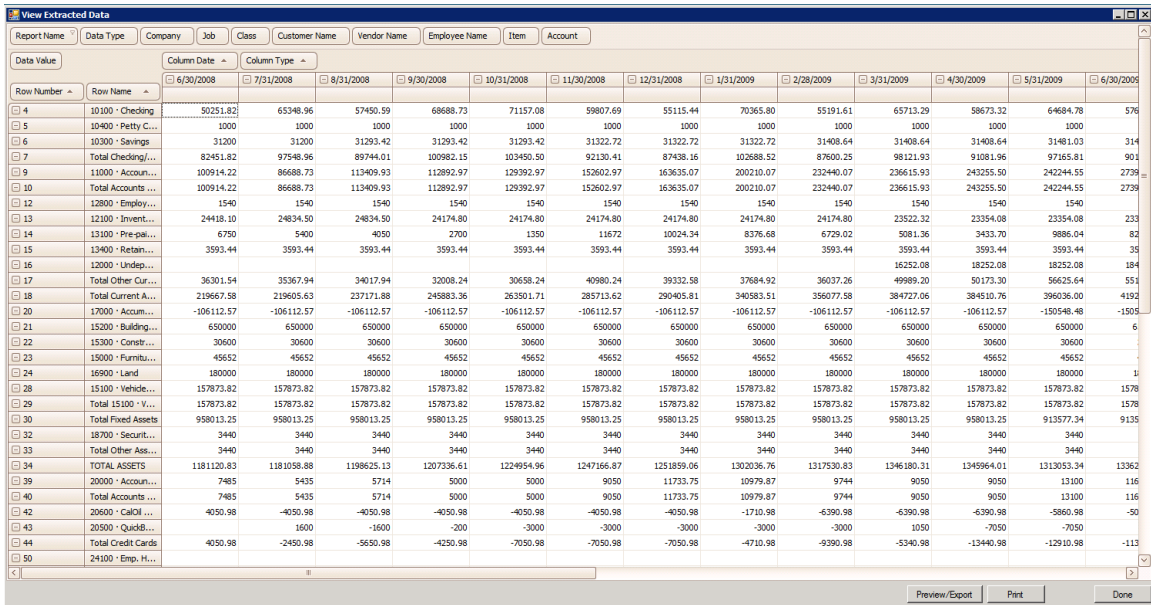 View Extracted Data
Report Name Data Type Company Job Class Customer Name Vendor Name Employee Name Item Account
Data Value Column Date Column Type
6/30/2008 7/31/2008 8/31/2008 9/30/2008 10/31/2008 11/30/2008 12/31/2008 1/31/2009 2/28/2009 3/31/2009 4/30/2009 5/31/2009 6/30/2009
Row Number Row Name
4 10100 · Checking 50251.82 65348.96 57450.59 68688.73 71157.08 59807.69 55115.44 70365.80 55191.61 65713.29 58673.32 64684.78 576
5 10400 · Petty C... 1000 1000 1000 1000 1000 1000 1000 1000 1000 1000 1000 1000
6 10300 · Savings 31200 31200 31293.42 31293.42 31293.42 31322.72 31322.72 31322.72 31408.64 31408.64 31408.64 31481.03 314
7 Total Checking/... 82451.82 97548.96 89744.01 100982.15 103450.50 92130.41 87438.16 102688.52 87600.25 98121.93 91081.96 97165.81 901
9 11000 · Accoun... 100914.22 86688.73 113409.93 112892.97 129392.97 152602.97 163635.07 200210.07 232440.07 236615.93 243255.50 242244.55 2739
10 Total Accounts ... 100914.22 86688.73 113409.93 112892.97 129392.97 152602.97 163635.07 200210.07 232440.07 236615.93 243255.50 242244.55 2739
12 12800 · Employ... 1540 1540 1540 1540 1540 1540 1540 1540 1540 1540 1540 1540
13 12100 · Invent... 24418.10 24834.50 24834.50 24174.80 24174.80 24174.80 24174.80 24174.80 24174.80 23522.32 23354.08 23354.08 233
14 13100 · Pre-pai... 6750 5400 4050 2700 1350 11672 10024.34 8376.68 6729.02 5081.36 3433.70 9886.04 82
15 13400 · Retain... 3593.44 3593.44 3593.44 3593.44 3593.44 3593.44 3593.44 3593.44 3593.44 3593.44 3593.44 3593.44 35
16 12000 · Undep... 16252.08 18252.08 18252.08 184
17 Total Other Cur... 36301.54 35367.94 34017.94 32008.24 30658.24 40980.24 39332.58 37684.92 36037.26 49989.20 50173.30 56625.64 551
18 Total Current A... 219667.58 219605.63 237171.88 245883.36 263501.71 285713.62 290405.81 340583.51 356077.58 384727.06 384510.76 396036.00 4192
20 17000 · Accum... -106112.57 -106112.57 -106112.57 -106112.57 -106112.57 -106112.57 -106112.57 -106112.57 -106112.57 -106112.57 -106112.57 -150548.48 -1505
21 15200 · Building... 650000 650000 650000 650000 650000 650000 650000 650000 650000 650000 650000 650000 6
22 15300 · Constr... 30600 30600 30600 30600 30600 30600 30600 30600 30600 30600 30600 30600
23 15000 · Furnitu... 45652 45652 45652 45652 45652 45652 45652 45652 45652 45652 45652 45652
24 16900 · Land 180000 180000 180000 180000 180000 180000 180000 180000 180000 180000 180000 180000
28 15100 · Vehicle... 157873.82 157873.82 157873.82 157873.82 157873.82 157873.82 157873.82 157873.82 157873.82 157873.82 157873.82 157873.82 1578
29 Total 15100 · V... 157873.82 157873.82 157873.82 157873.82 157873.82 157873.82 157873.82 157873.82 157873.82 157873.82 157873.82 157873.82 1578
30 Total Fixed Assets 958013.25 958013.25 958013.25 958013.25 958013.25 958013.25 958013.25 958013.25 958013.25 958013.25 958013.25 913577.34 9135
32 18700 · Securit... 3440 3440 3440 3440 3440 3440 3440 3440 3440 3440 3440 3440
33 Total Other Ass... 3440 3440 3440 3440 3440 3440 3440 3440 3440 3440 3440 3440
34 TOTAL ASSETS 1181120.83 1181058.88 1198625.13 1207336.61 1224954.96 1247166.87 1251859.06 1302036.76 1317530.83 1346180.31 1345964.01 1313053.34 13362
39 20000 · Accoun... 7485 5435 5714 5000 5000 9050 11733.75 10979.87 9744 9050 9050 13100 116
40 Total Accounts ... 7485 5435 5714 5000 5000 9050 11733.75 10979.87 9744 9050 9050 13100 116
42 20600 · CalOil ... 4050.98 -4050.98 -4050.98 -4050.98 -4050.98 -4050.98 -4050.98 -1710.98 -6390.98 -6390.98 -6390.98 -5860.98 -50
43 20500 · QuickB... 1600 -1600 -200 -3000 -3000 -3000 -3000 -3000 1050 -7050 -7050
44 Total Credit Cards 4050.98 -2450.98 -5650.98 -4250.98 -7050.98 -7050.98 -7050.98 -4710.98 -9390.98 -5340.98 -13440.98 -12910.98 -113
50 24100 · Emp. H...
Preview/Export Print Done